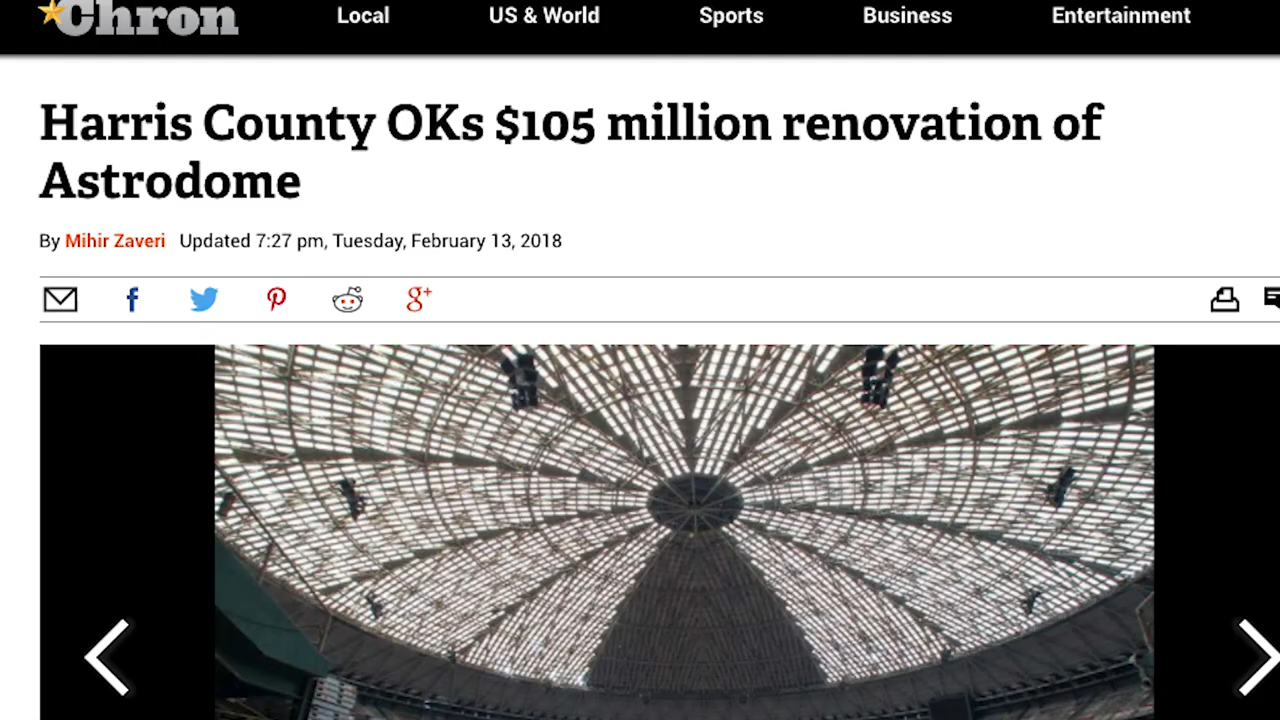 Chron
Local US & World Sports Business Entertainment
Harris County OKs $105 million renovation of
Astrodome
By Mihir Zaveri Updated 7:27 pm, Tuesday, February 13, 2018
f g+